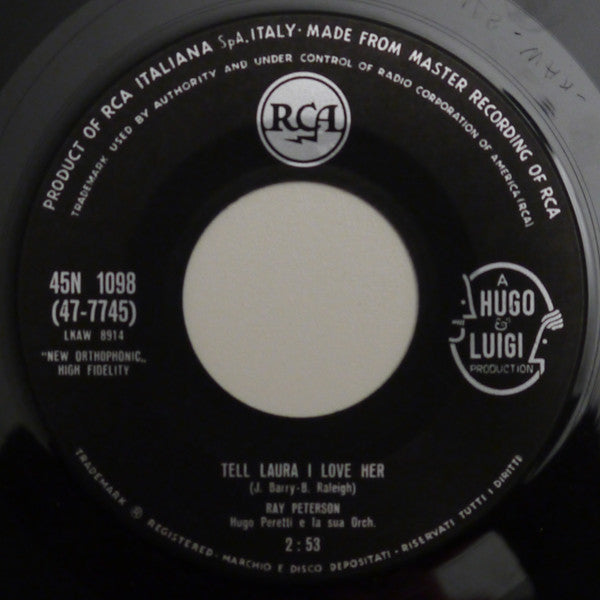 PRODUCT OF RCA ITALIANA SpA. ITALY · MADE FROM MASTER RECORDING OF RCA
TRADEMARK USED BY AUTHORITY AND UNDER CONTROL OF RADIO CORPORATION OF AMERICA (RCA)
RCA
45N 1098
(47-7745)
LKAW 8914
"NEW ORTHOPHONIC„
HIGH FIDELITY
A
HUGO
&
LUIGI
PRODUCTION
TELL LAURA I LOVE HER
(J. Barry-B. Raleigh)
RAY PETERSON
Hugo Peretti e la sua Orch.
2:53
TRADEMARK ® REGISTERED · MARCHIO E DISCO DEPOSITATI · RISERVATI TUTTI I DIRITTI